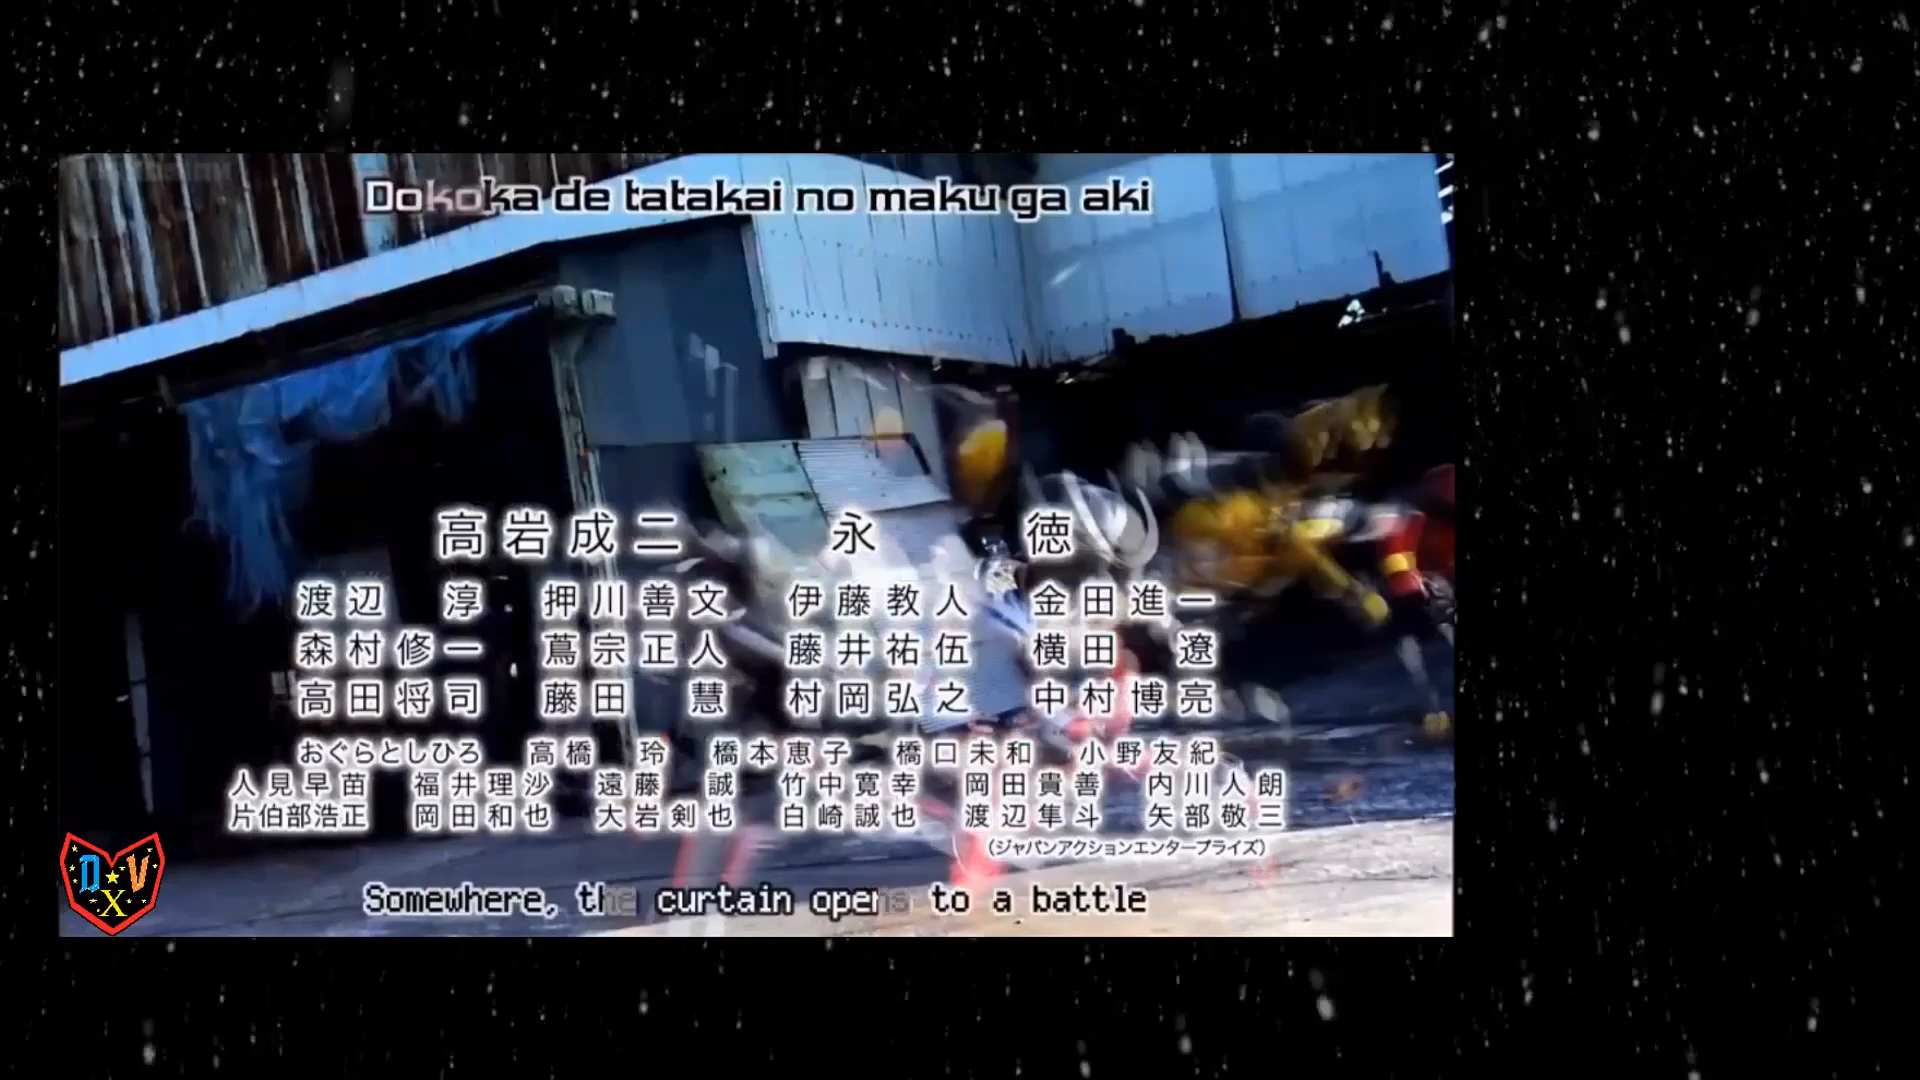 Dokoka de tatakai no maku ga aki
高岩成二 永徳
渡辺淳 押川善文 伊藤教人 金田進一
森村修一 蔦宗正人 藤井祐伍 横田遼
高田将司 藤田慧 村岡弘之 中村博亮
おぐらとしひろ 高橋玲 橋本恵子 橋口未和 小野友紀
人見早苗 福井理沙 遠藤誠 竹中寛幸 岡田貴善 内川人朗
片伯部浩正 岡田和也 大岩剣也 白崎誠也 渡辺隼斗 矢部敬三
(ジャパンアクションエンタープライズ)
Somewhere, the curtain opens to a battle
D X V